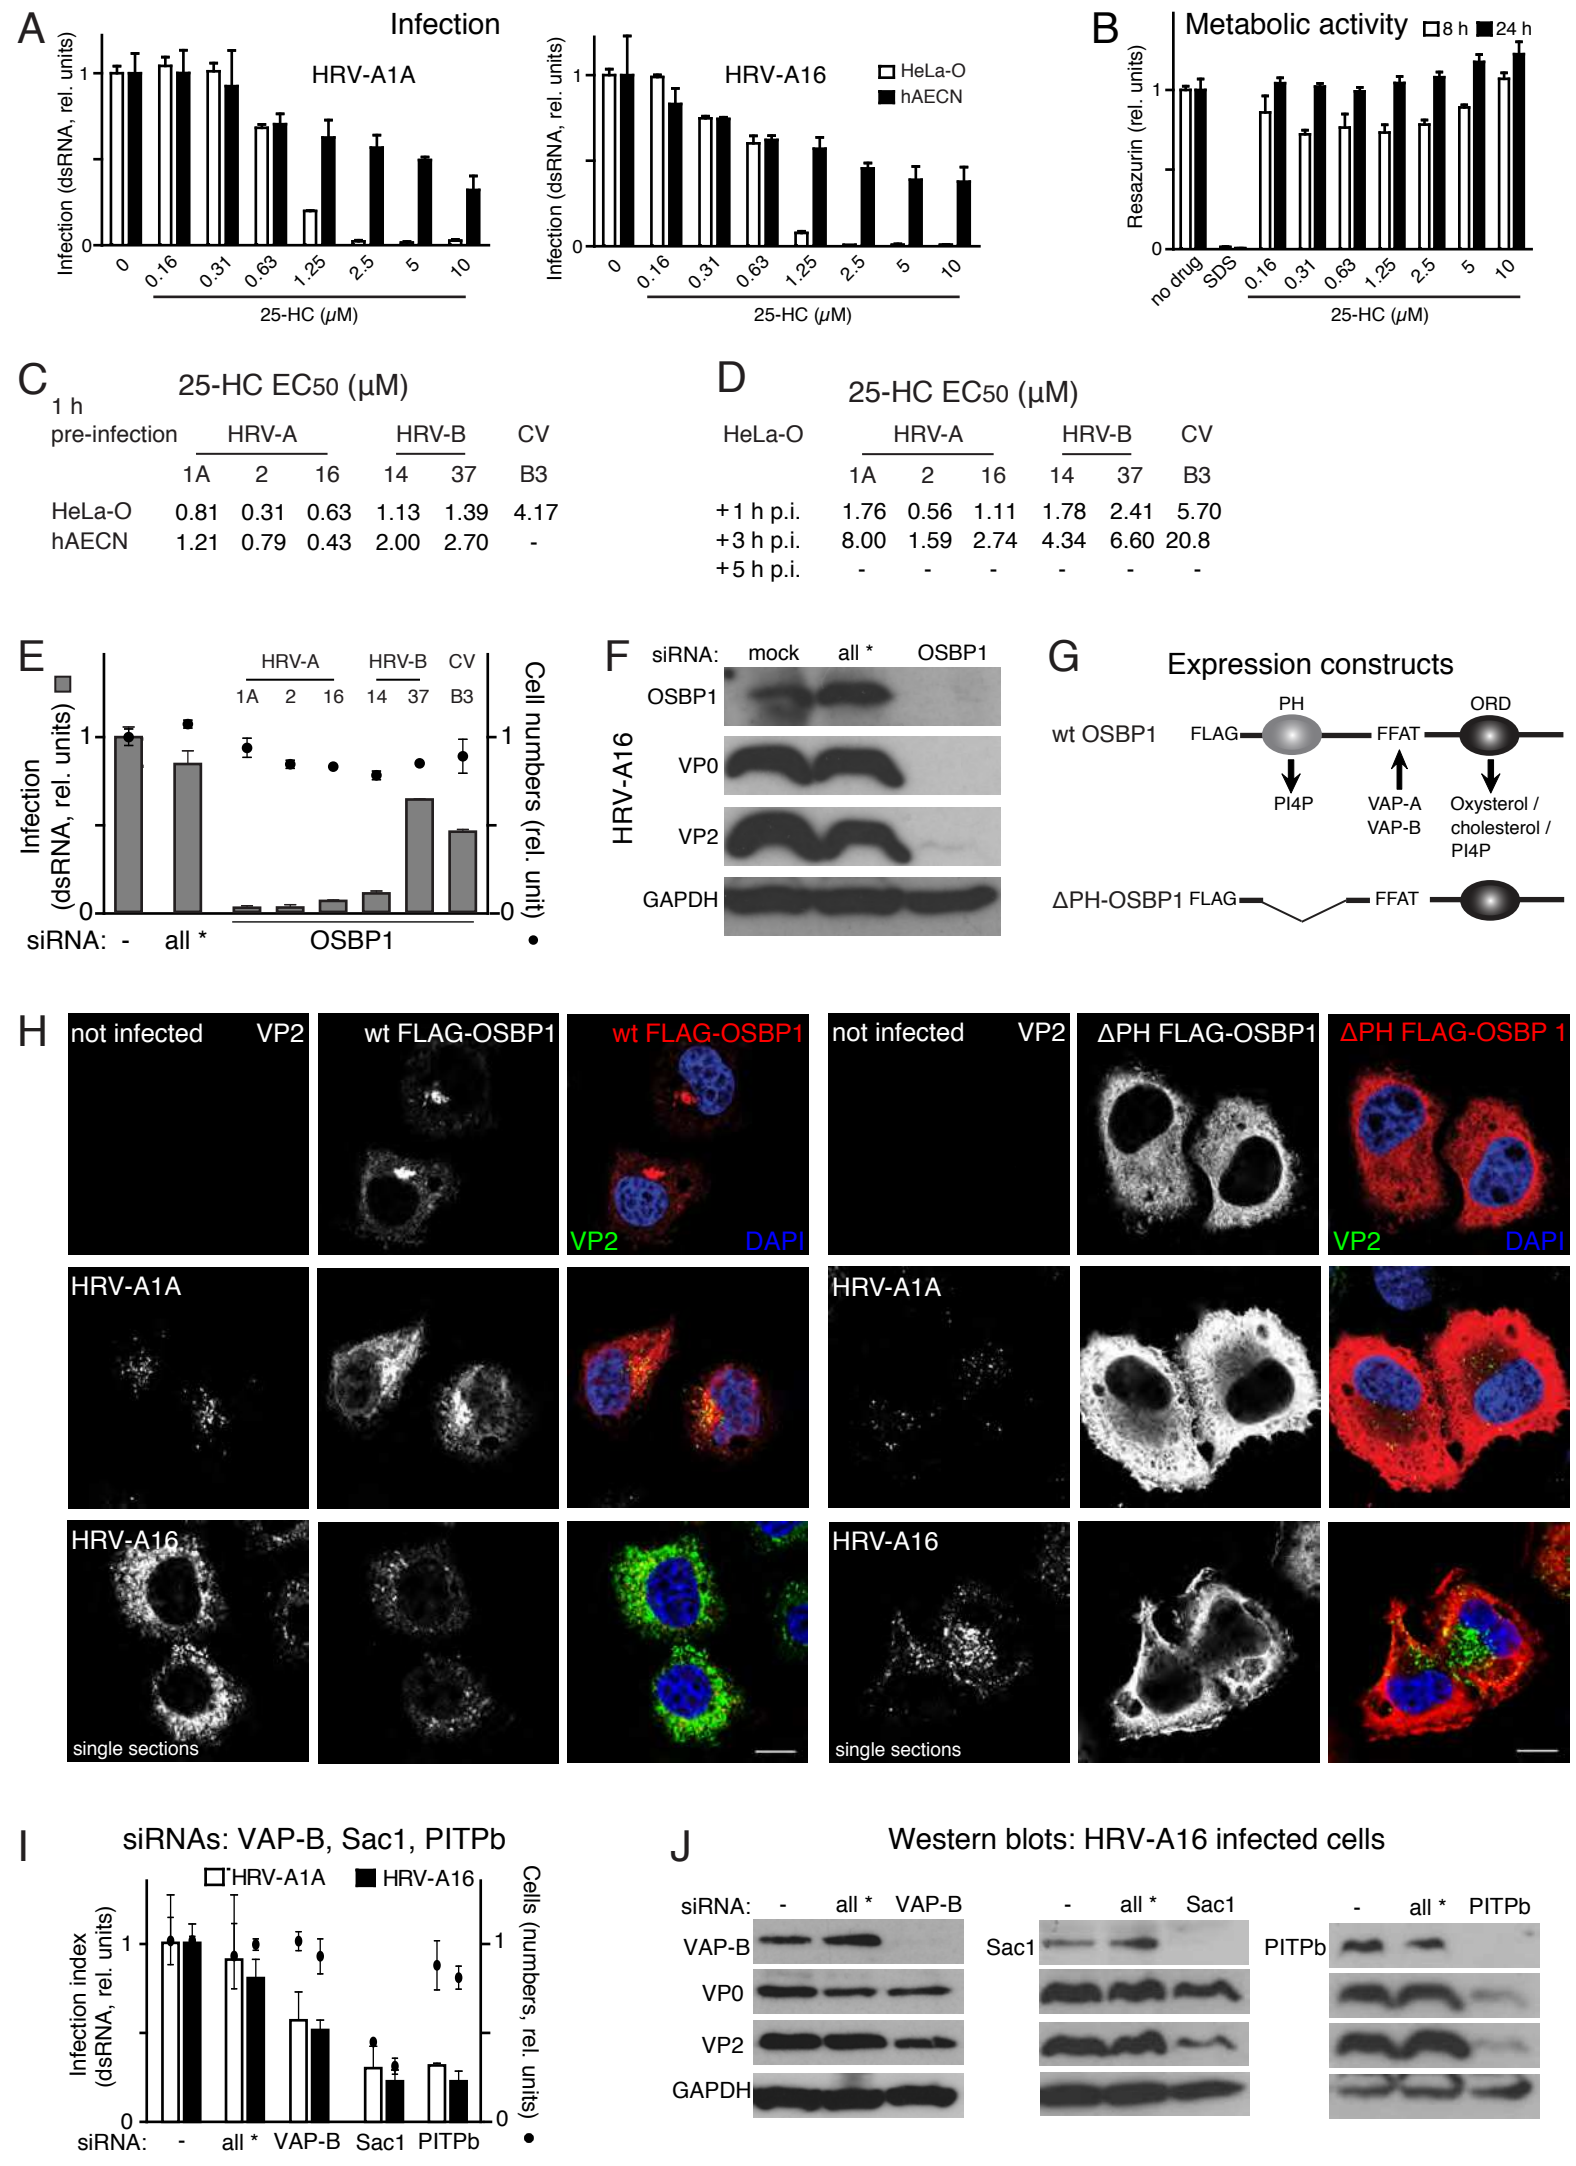 A
Infection
Infection (dsRNA, rel. units)
HRV-A1A
1
0
0 0.16 0.31 0.63 1.25 2.5 5 10
25-HC (µM)
Infection (dsRNA, rel. units)
HRV-A16
HeLa-O
hAECN
1
0
0 0.16 0.31 0.63 1.25 2.5 5 10
25-HC (µM)
B
Metabolic activity
8 h 24 h
Resazurin (rel. units)
1
0
no drug SDS 0.16 0.31 0.63 1.25 2.5 5 10
25-HC (µM)
C
25-HC EC50 (µM)
1 h
pre-infection HRV-A HRV-B CV
1A 2 16 14 37 B3
HeLa-O 0.81 0.31 0.63 1.13 1.39 4.17
hAECN 1.21 0.79 0.43 2.00 2.70 -
D
25-HC EC50 (µM)
HeLa-O HRV-A HRV-B CV
1A 2 16 14 37 B3
+1 h p.i. 1.76 0.56 1.11 1.78 2.41 5.70
+3 h p.i. 8.00 1.59 2.74 4.34 6.60 20.8
+5 h p.i. - - - - - -
E
Infection
(dsRNA, rel. units)
HRV-A HRV-B CV
1A 2 16 14 37 B3
1 1
0 0
Cell numbers (rel. unit)
siRNA: - all * OSBP1
F
siRNA: mock all * OSBP1
HRV-A16
OSBP1
VP0
VP2
GAPDH
G
Expression constructs
PH ORD
wt OSBP1 FLAG FFAT
PI4P VAP-A Oxysterol /
VAP-B cholesterol /
PI4P
ΔPH-OSBP1 FLAG FFAT
H
not infected VP2 wt FLAG-OSBP1 wt FLAG-OSBP1
VP2 DAPI
not infected VP2 ΔPH FLAG-OSBP1 ΔPH FLAG-OSBP 1
VP2 DAPI
HRV-A1A HRV-A1A
HRV-A16 HRV-A16
single sections single sections
I
siRNAs: VAP-B, Sac1, PITPb
HRV-A1A HRV-A16
Infection index
(dsRNA, rel. units)
1 1
0 0
Cells (numbers, rel. units)
siRNA: - all * VAP-B Sac1 PITPb
J
Western blots: HRV-A16 infected cells
siRNA: - all * VAP-B - all * Sac1 - all * PITPb
VAP-B Sac1 PITPb
VP0
VP2
GAPDH